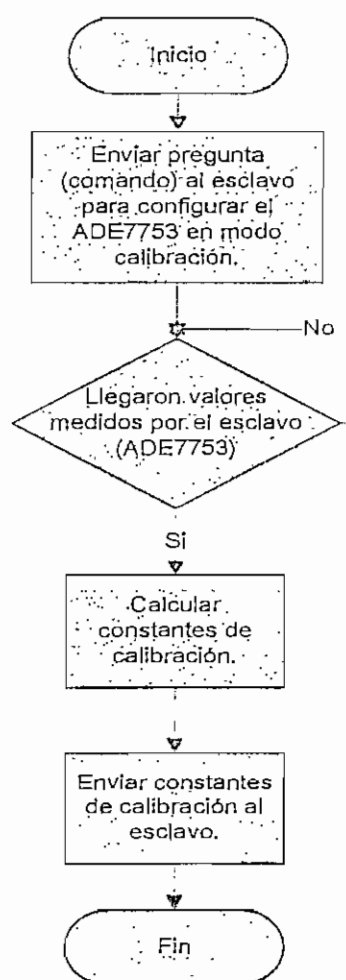 Inicio
Enviar pregunta
(comando) al esclavo
para configurar el
ADE7753 en modo
calibración.
No
Llegaron valores
medidos por el esclavo
(ADE7753)
Si
Calcular
constantes de
calibración.
Enviar constantes
de calibración al
esclavo.
Fin